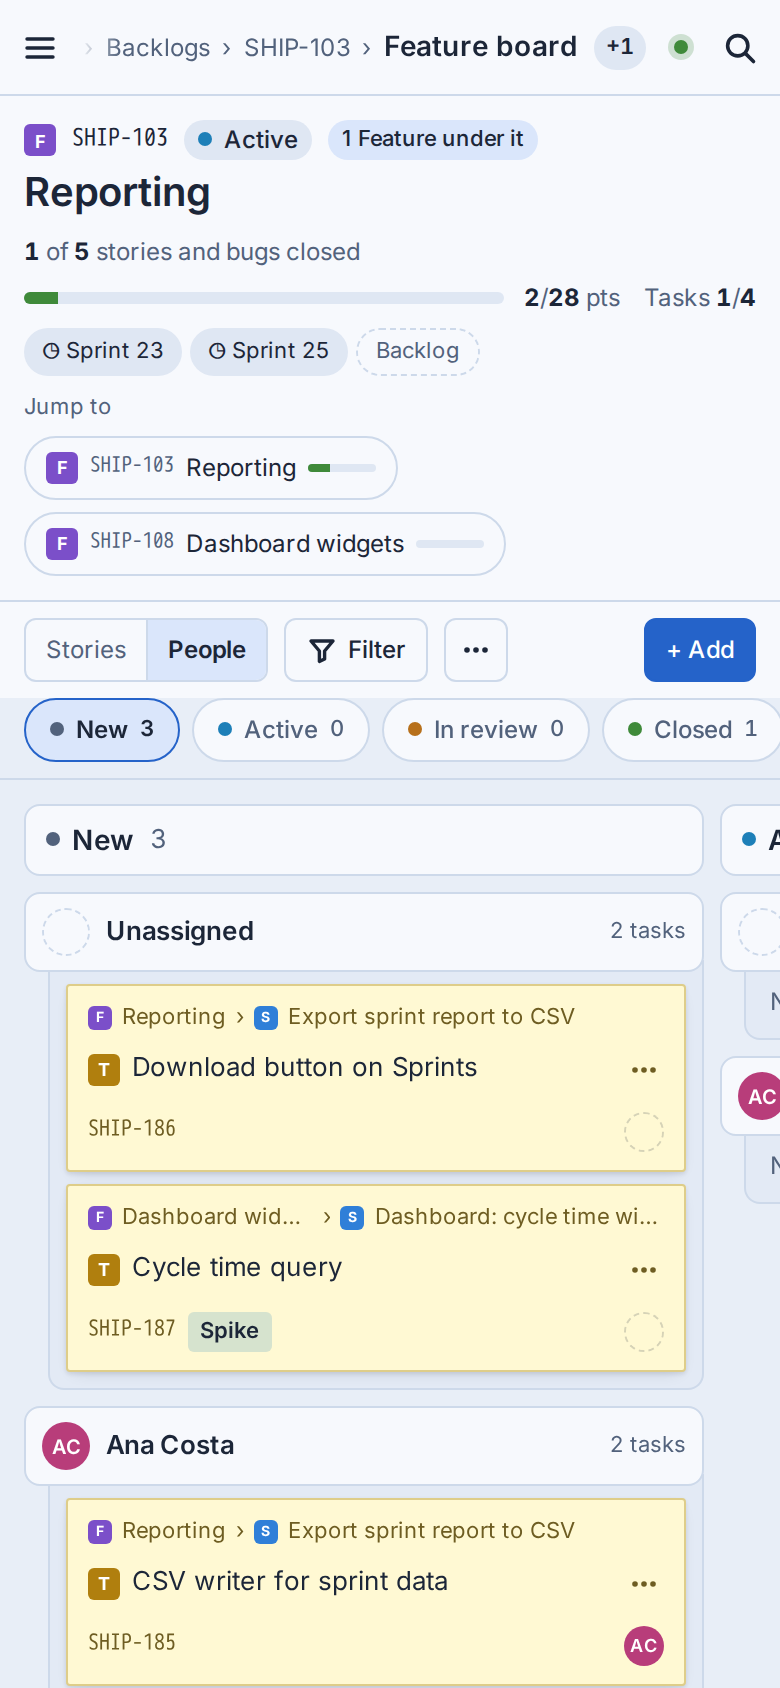 › Backlogs › SHIP-103 › Feature board +1
F SHIP-103 Active 1 Feature under it
Reporting
1 of 5 stories and bugs closed
2/28 pts Tasks 1/4
Sprint 23 Sprint 25 Backlog
Jump to
F SHIP-103 Reporting
F SHIP-108 Dashboard widgets
Stories People Filter ••• + Add
New 3 Active 0 In review 0 Closed 1
New 3 A
Unassigned 2 tasks
N
F Reporting › S Export sprint report to CSV
T Download button on Sprints •••
AC
SHIP-186
N
F Dashboard wid... › S Dashboard: cycle time wi...
T Cycle time query •••
SHIP-187 Spike
AC Ana Costa 2 tasks
F Reporting › S Export sprint report to CSV
T CSV writer for sprint data •••
SHIP-185 AC